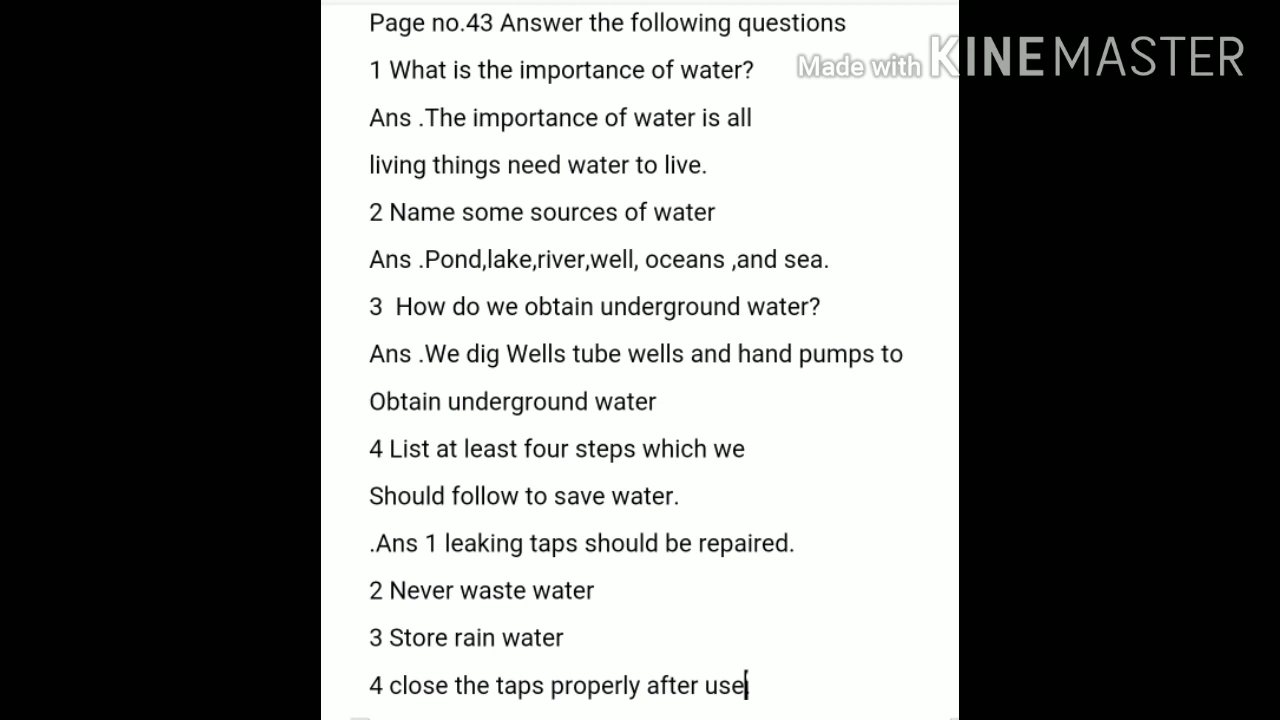 Page no.43 Answer the following questions
Made with KINEMASTER
1 What is the importance of water?
Ans .The importance of water is all
living things need water to live.
2 Name some sources of water
Ans .Pond,lake,river,well, oceans ,and sea.
3  How do we obtain underground water?
Ans .We dig Wells tube wells and hand pumps to
Obtain underground water
4 List at least four steps which we
Should follow to save water.
.Ans 1 leaking taps should be repaired.
2 Never waste water
3 Store rain water
4 close the taps properly after use